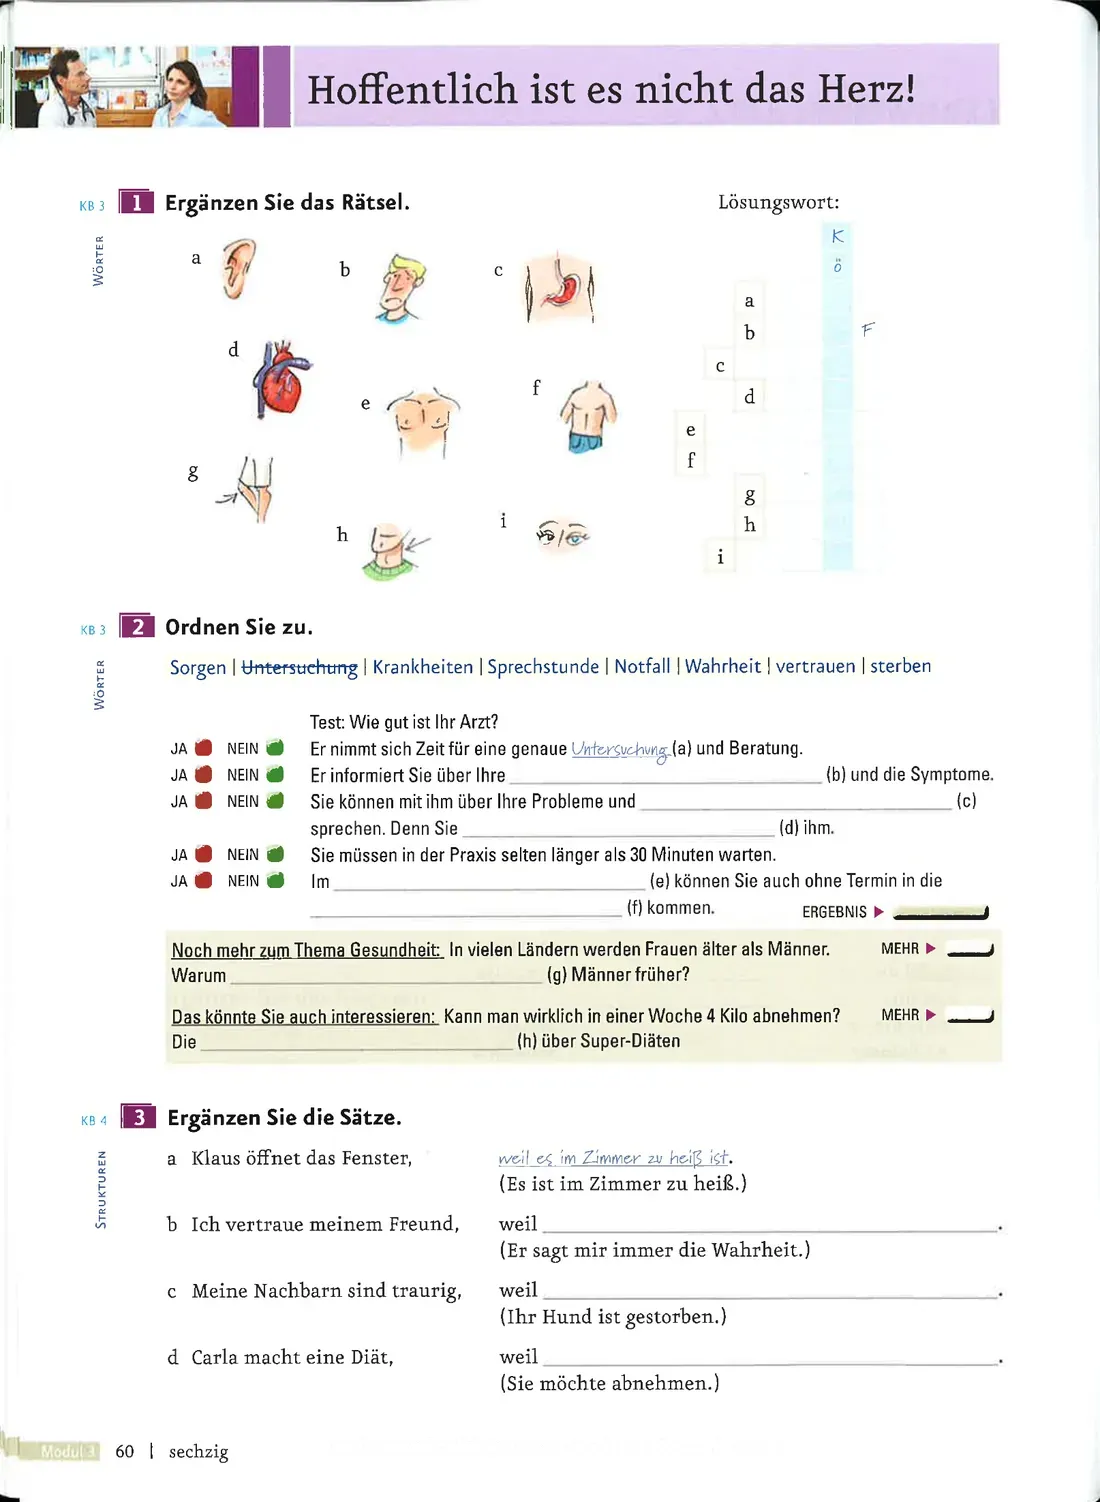 Hoffentlich ist es nicht das Herz!
KB 3 1 Ergänzen Sie das Rätsel.
WÖRTER
Lösungswort:
K
ö
a
b
c
d
e
f
g
h
i
a
b
F
c
d
e
f
g
h
i
KB 3 2 Ordnen Sie zu.
WÖRTER
Sorgen | Untersuchung | Krankheiten | Sprechstunde | Notfall | Wahrheit | vertrauen | sterben
Test: Wie gut ist Ihr Arzt?
JA NEIN Er nimmt sich Zeit für eine genaue Untersuchung (a) und Beratung.
JA NEIN Er informiert Sie über Ihre (b) und die Symptome.
JA NEIN Sie können mit ihm über Ihre Probleme und (c)
sprechen. Denn Sie (d) ihm.
JA NEIN Sie müssen in der Praxis selten länger als 30 Minuten warten.
JA NEIN Im (e) können Sie auch ohne Termin in die
(f) kommen. ERGEBNIS
Noch mehr zum Thema Gesundheit: In vielen Ländern werden Frauen älter als Männer. MEHR
Warum (g) Männer früher?
Das könnte Sie auch interessieren: Kann man wirklich in einer Woche 4 Kilo abnehmen? MEHR
Die (h) über Super-Diäten
KB 4 3 Ergänzen Sie die Sätze.
STRUKTUREN
a Klaus öffnet das Fenster, weil es im Zimmer zu heiß ist.
(Es ist im Zimmer zu heiß.)
b Ich vertraue meinem Freund, weil .
(Er sagt mir immer die Wahrheit.)
c Meine Nachbarn sind traurig, weil .
(Ihr Hund ist gestorben.)
d Carla macht eine Diät, weil .
(Sie möchte abnehmen.)
Modul 3 60 | sechzig